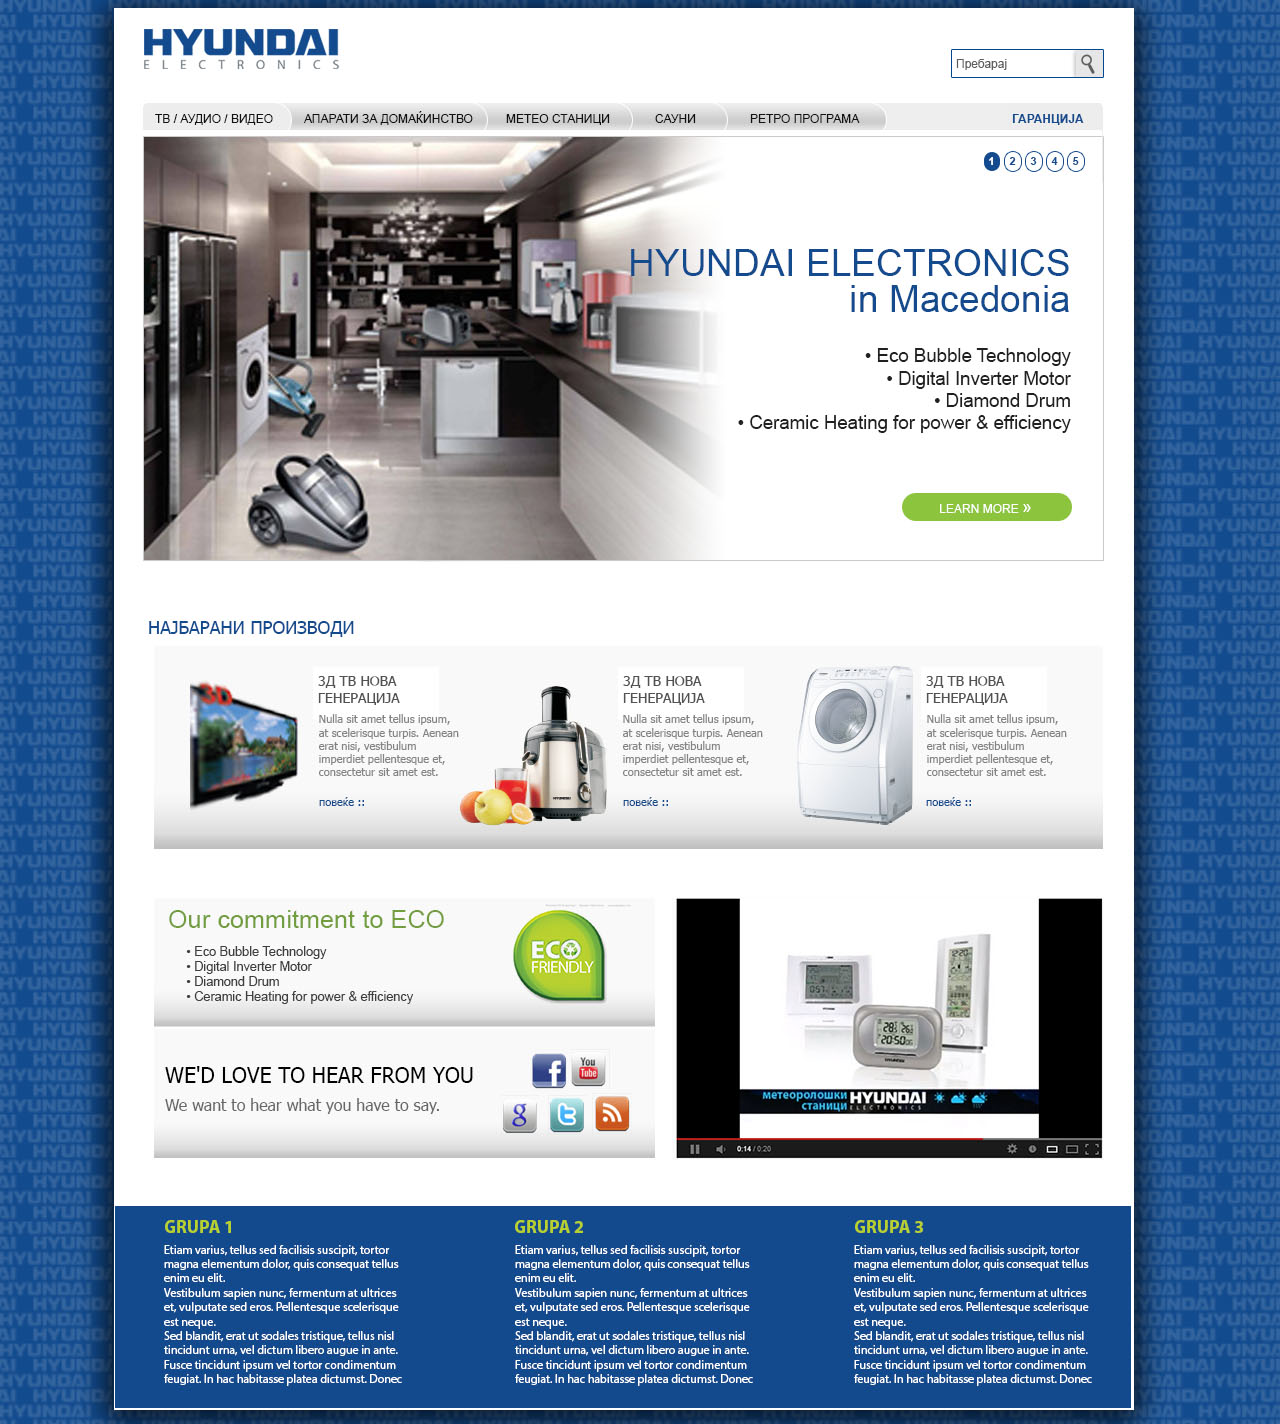 HYUNDAI
ELECTRONICS
Пребарај
ТВ / АУДИО / ВИДЕО
АПАРАТИ ЗА ДОМАЌИНСТВО
МЕТЕО СТАНИЦИ
САУНИ
РЕТРО ПРОГРАМА
ГАРАНЦИЈА
1 2 3 4 5
HYUNDAI ELECTRONICS
in Macedonia
• Eco Bubble Technology
• Digital Inverter Motor
• Diamond Drum
• Ceramic Heating for power & efficiency
LEARN MORE »
НАЈБАРАНИ ПРОИЗВОДИ
3D
3Д ТВ НОВА
ГЕНЕРАЦИЈА
Nulla sit amet tellus ipsum,
at scelerisque turpis. Aenean
erat nisi, vestibulum
imperdiet pellentesque et,
consectetur sit amet est.
повеќе ::
HYUNDAI
3Д ТВ НОВА
ГЕНЕРАЦИЈА
Nulla sit amet tellus ipsum,
at scelerisque turpis. Aenean
erat nisi, vestibulum
imperdiet pellentesque et,
consectetur sit amet est.
повеќе ::
3Д ТВ НОВА
ГЕНЕРАЦИЈА
Nulla sit amet tellus ipsum,
at scelerisque turpis. Aenean
erat nisi, vestibulum
imperdiet pellentesque et,
consectetur sit amet est.
повеќе ::
Our commitment to ECO
• Eco Bubble Technology
• Digital Inverter Motor
• Diamond Drum
• Ceramic Heating for power & efficiency
ECO
FRIENDLY
WE'D LOVE TO HEAR FROM YOU
We want to hear what you have to say.
f
You
Tube
g
t
HYUNDAI
20:50
HYUNDAI
метеоролошки
станици
HYUNDAI
ELECTRONICS
0:14 / 0:20
GRUPA 1
Etiam varius, tellus sed facilisis suscipit, tortor
magna elementum dolor, quis consequat tellus
enim eu elit.
Vestibulum sapien nunc, fermentum at ultrices
et, vulputate sed eros. Pellentesque scelerisque
est neque.
Sed blandit, erat ut sodales tristique, tellus nisl
tincidunt urna, vel dictum libero augue in ante.
Fusce tincidunt ipsum vel tortor condimentum
feugiat. In hac habitasse platea dictumst. Donec
GRUPA 2
Etiam varius, tellus sed facilisis suscipit, tortor
magna elementum dolor, quis consequat tellus
enim eu elit.
Vestibulum sapien nunc, fermentum at ultrices
et, vulputate sed eros. Pellentesque scelerisque
est neque.
Sed blandit, erat ut sodales tristique, tellus nisl
tincidunt urna, vel dictum libero augue in ante.
Fusce tincidunt ipsum vel tortor condimentum
feugiat. In hac habitasse platea dictumst. Donec
GRUPA 3
Etiam varius, tellus sed facilisis suscipit, tortor
magna elementum dolor, quis consequat tellus
enim eu elit.
Vestibulum sapien nunc, fermentum at ultrices
et, vulputate sed eros. Pellentesque scelerisque
est neque.
Sed blandit, erat ut sodales tristique, tellus nisl
tincidunt urna, vel dictum libero augue in ante.
Fusce tincidunt ipsum vel tortor condimentum
feugiat. In hac habitasse platea dictumst. Donec